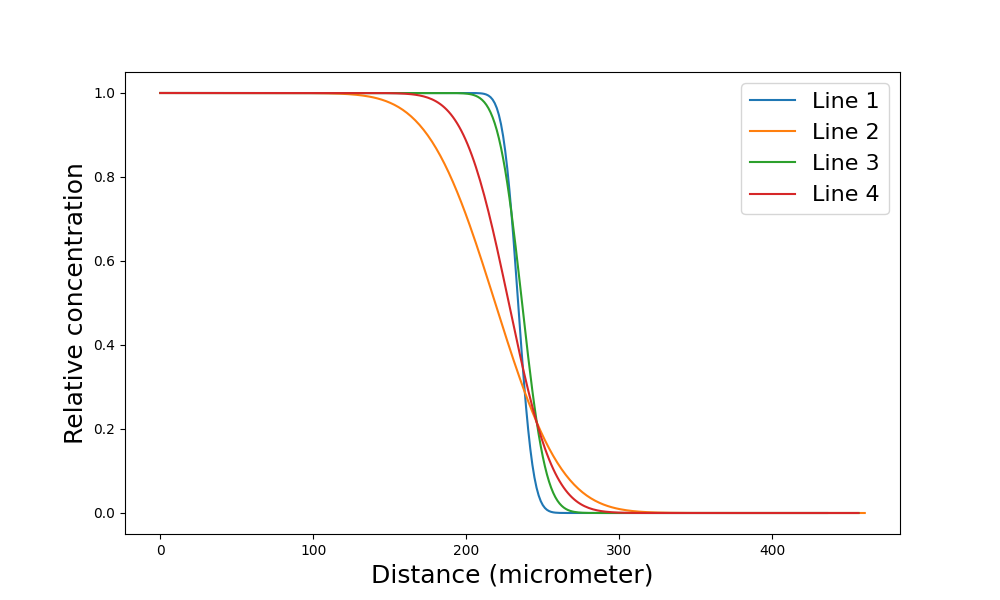 Line 1
Line 2
Line 3
Line 4
1.0
0.8
0.6
0.4
0.2
0.0
Relative concentration
0 100 200 300 400
Distance (micrometer)